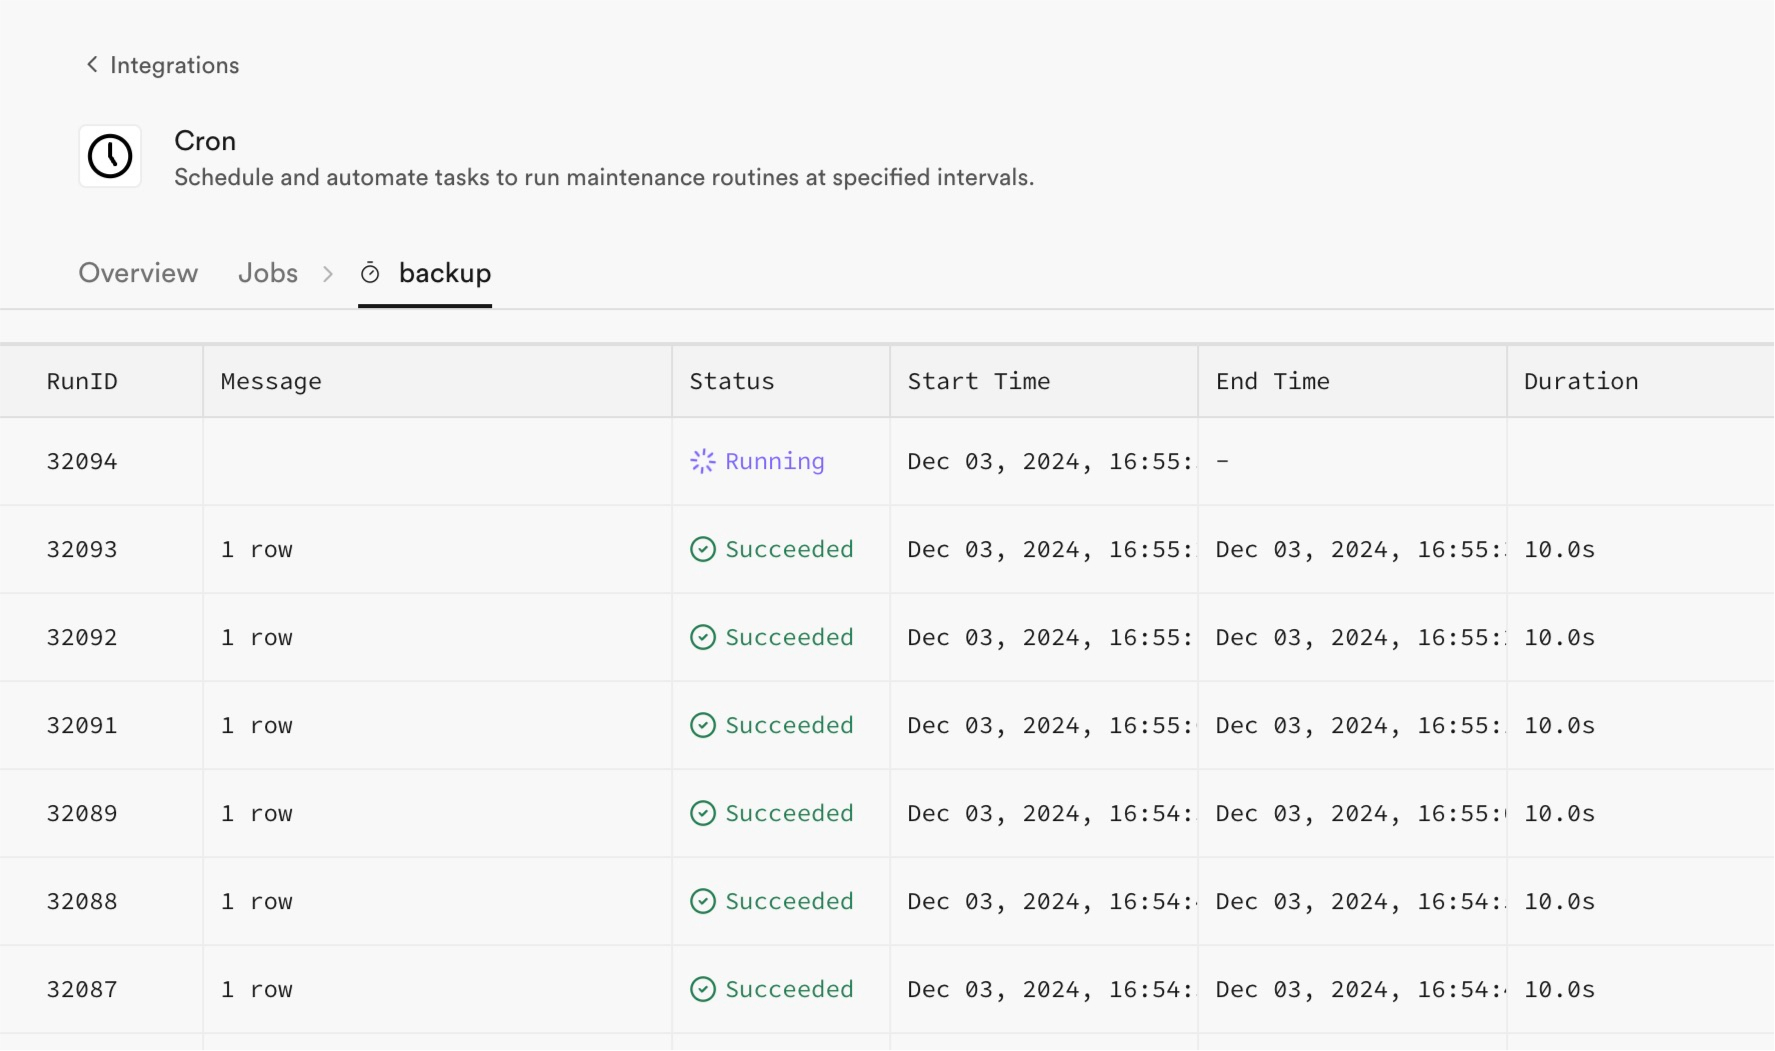 Integrations
Cron
Schedule and automate tasks to run maintenance routines at specified intervals.
Overview Jobs > backup
RunID Message Status Start Time End Time Duration
32094 Running Dec 03, 2024, 16:55: –
32093 1 row Succeeded Dec 03, 2024, 16:55: Dec 03, 2024, 16:55: 10.0s
32092 1 row Succeeded Dec 03, 2024, 16:55: Dec 03, 2024, 16:55: 10.0s
32091 1 row Succeeded Dec 03, 2024, 16:55: Dec 03, 2024, 16:55: 10.0s
32089 1 row Succeeded Dec 03, 2024, 16:54: Dec 03, 2024, 16:55: 10.0s
32088 1 row Succeeded Dec 03, 2024, 16:54: Dec 03, 2024, 16:54: 10.0s
32087 1 row Succeeded Dec 03, 2024, 16:54: Dec 03, 2024, 16:54: 10.0s